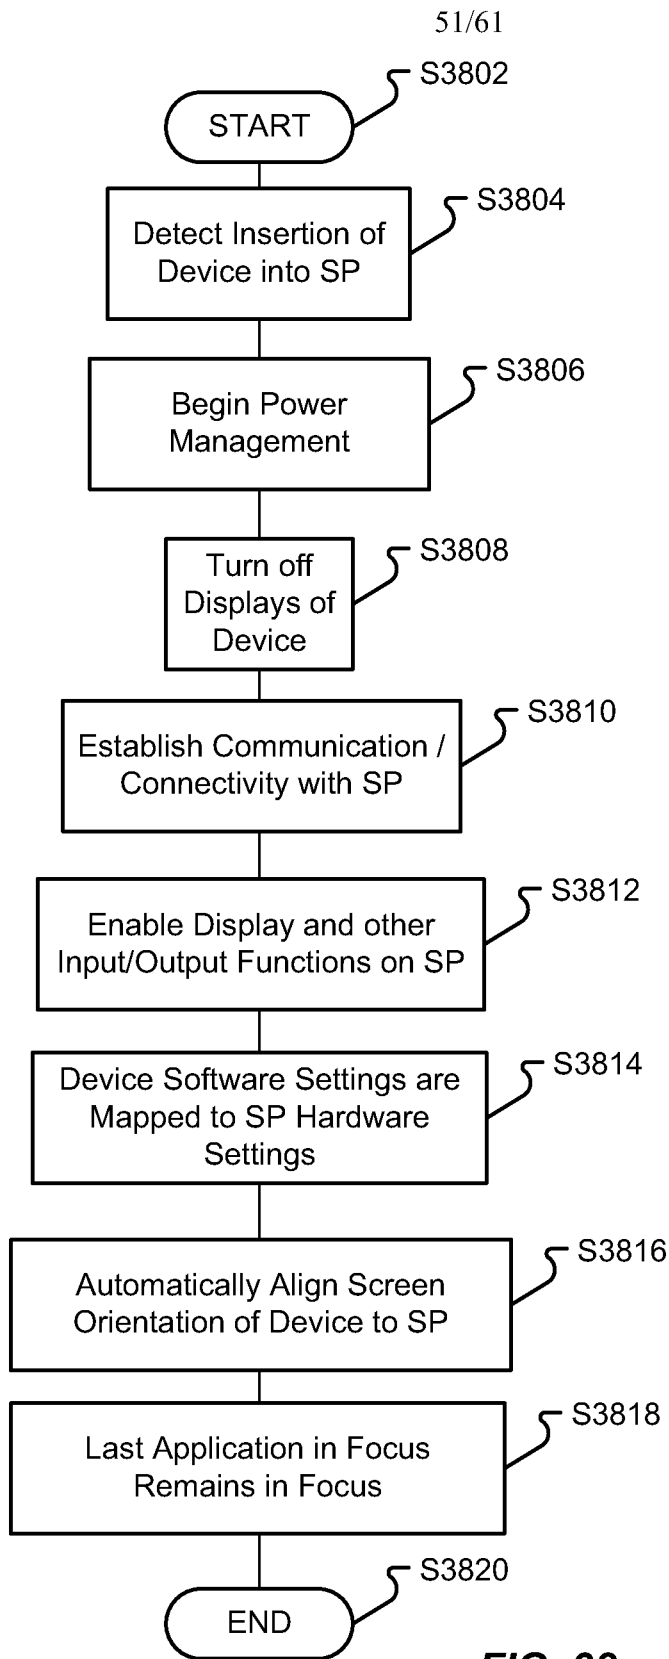 51/61
S3802
START
S3804
Detect Insertion of
Device into SP
S3806
Begin Power
Management
S3808
Turn off
Displays of
Device
S3810
Establish Communication /
Connectivity with SP
S3812
Enable Display and other
Input/Output Functions on SP
S3814
Device Software Settings are
Mapped to SP Hardware
Settings
S3816
Automatically Align Screen
Orientation of Device to SP
S3818
Last Application in Focus
Remains in Focus
S3820
END
FIG.